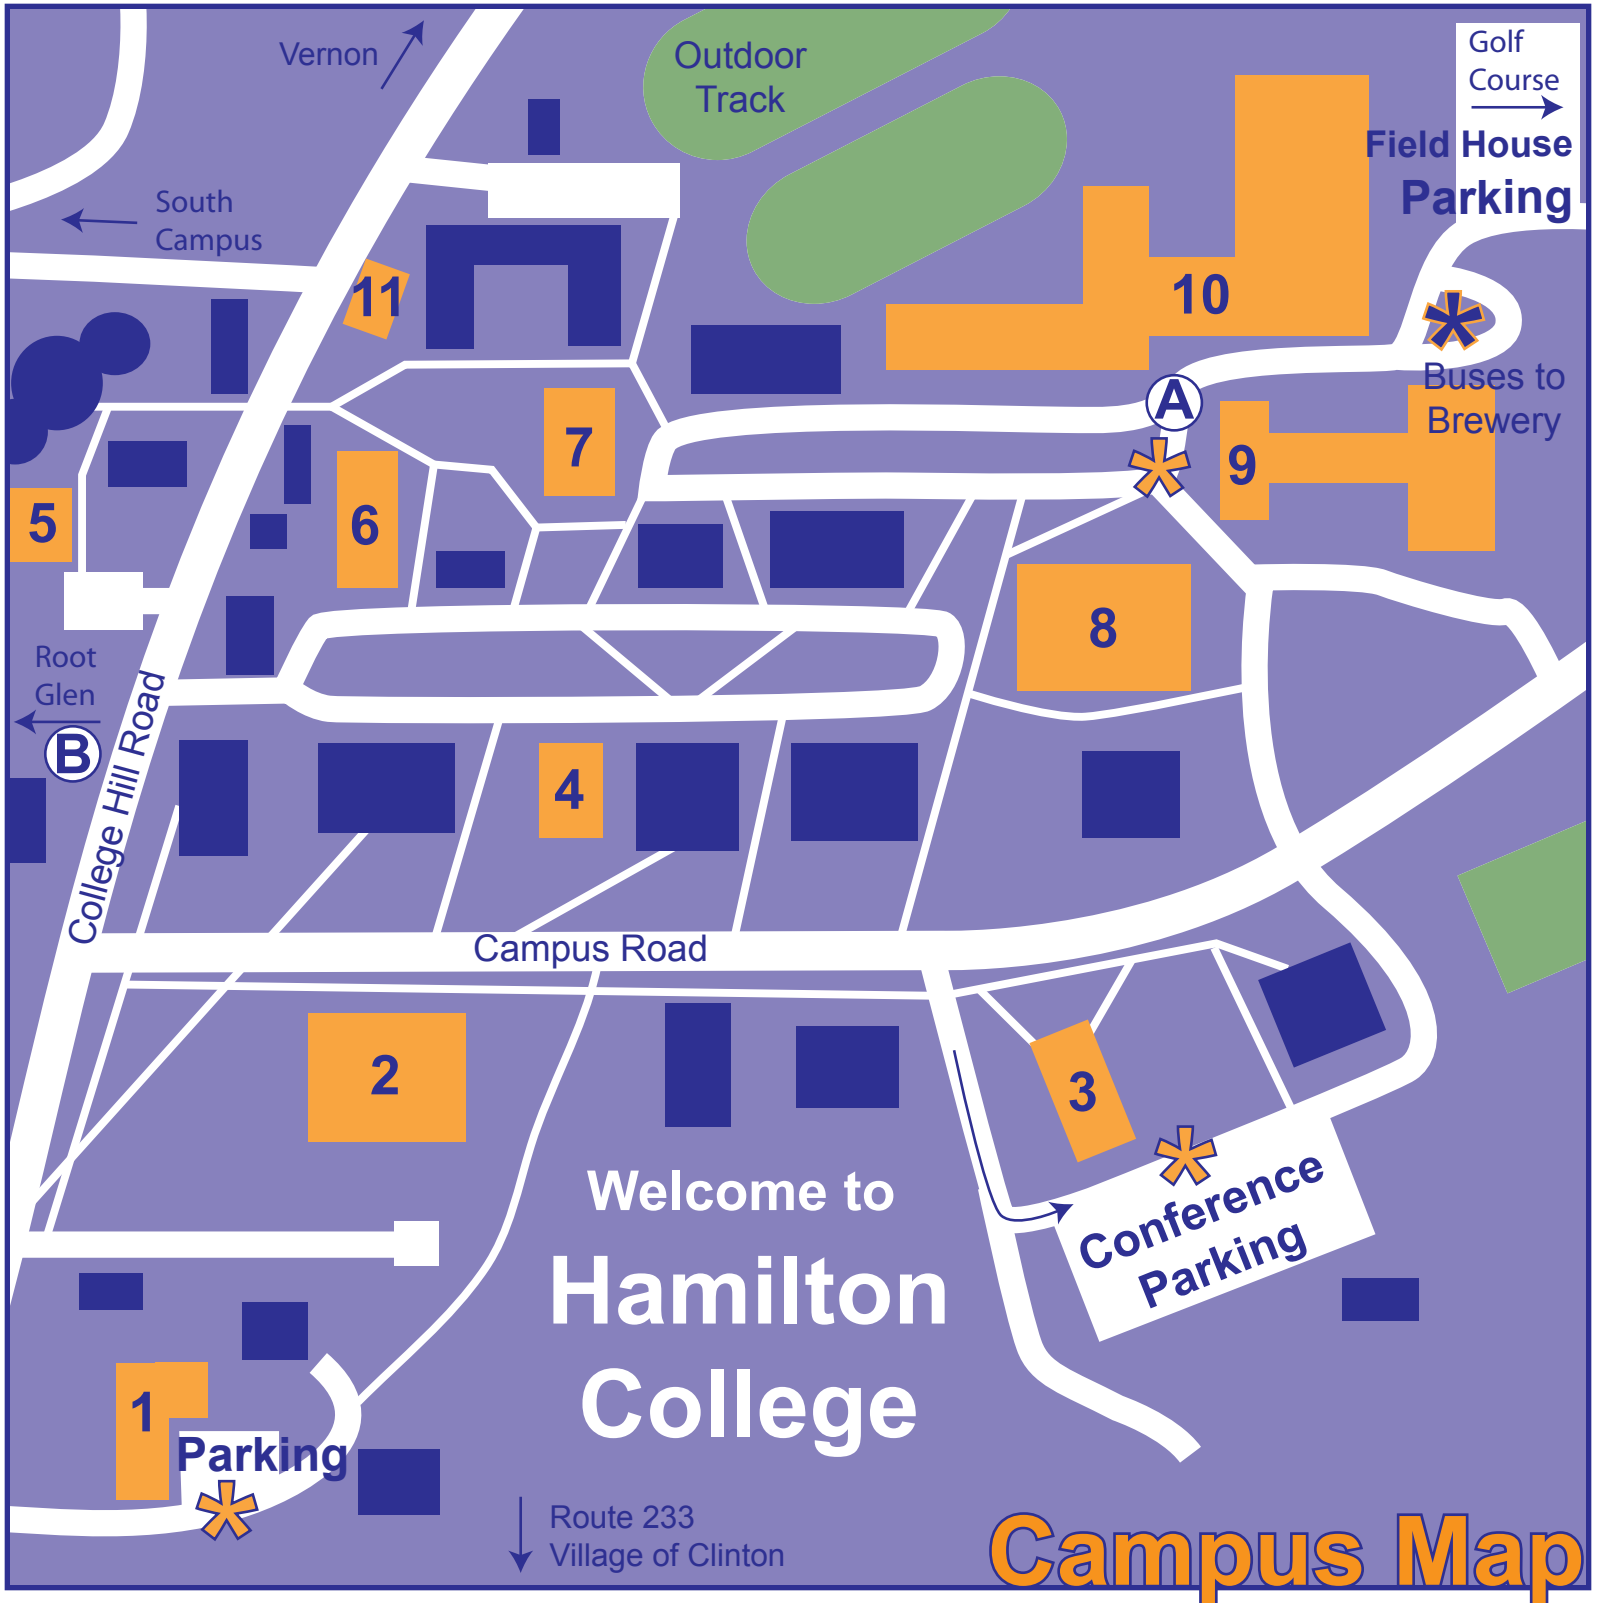 Vernon
Outdoor
Track
Golf
Course
Field House
Parking
South
Campus
11
10
Buses to
Brewery
A
7
9
5
6
8
Root
Glen
B
College Hill Road
4
Campus Road
2
3
Welcome to
Hamilton
College
Conference
Parking
1
Parking
Route 233
Village of Clinton
Campus Map